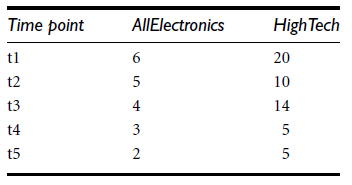 Time point AllElectronics HighTech
t1 6 20
t2 5 10
t3 4 14
t4 3 5
t5 2 5